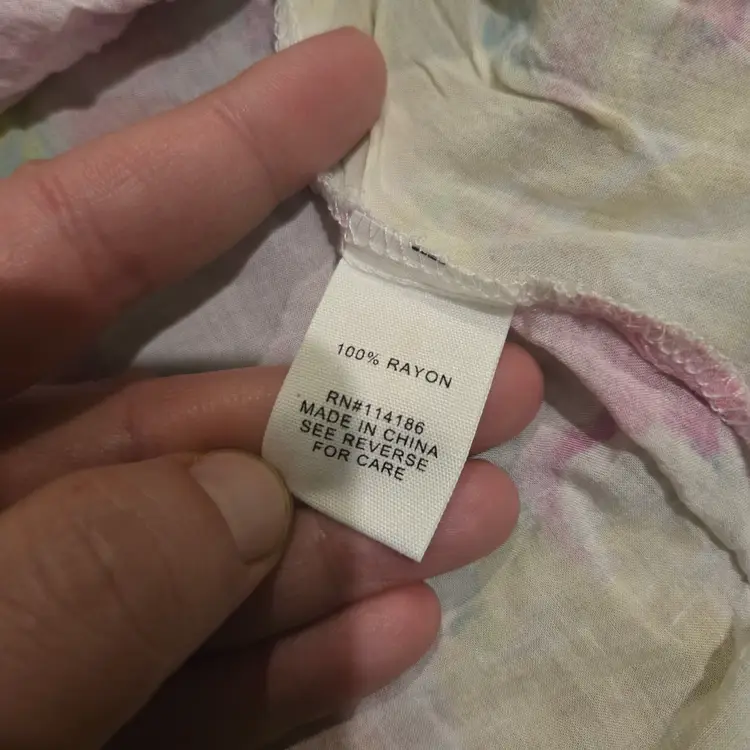 100% RAYON
RN#114186
MADE IN CHINA
SEE REVERSE
FOR CARE